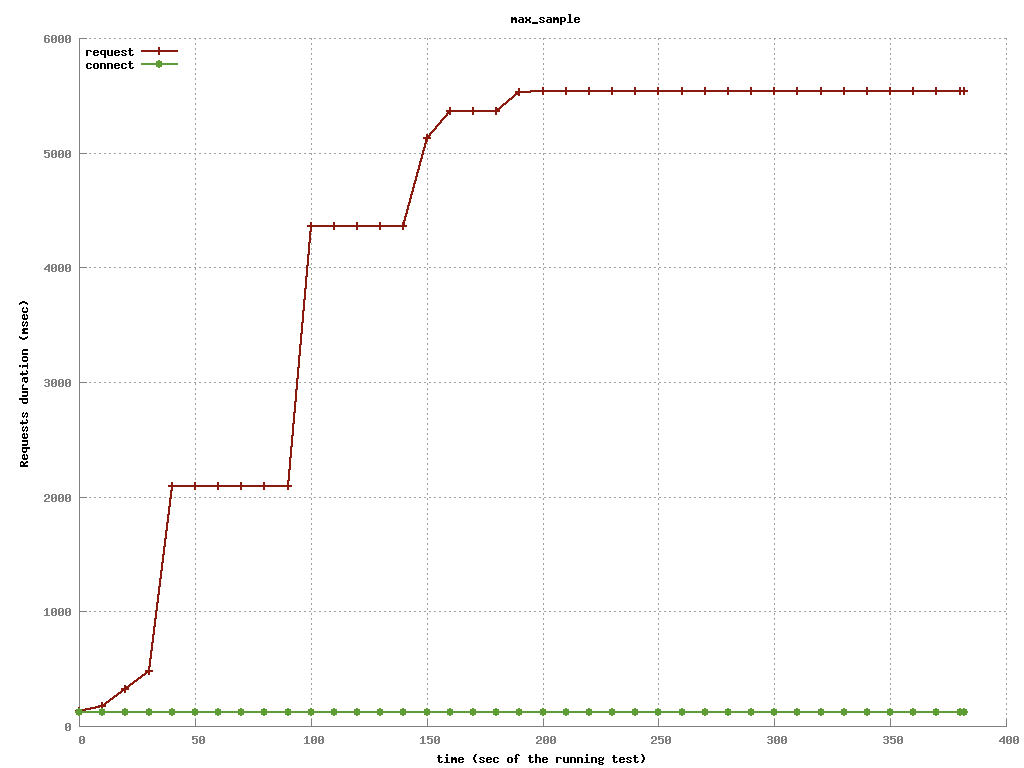 max_sample
request
connect
6000
5000
4000
3000
2000
1000
0
Requests duration (msec)
0 50 100 150 200 250 300 350 400
time (sec of the running test)